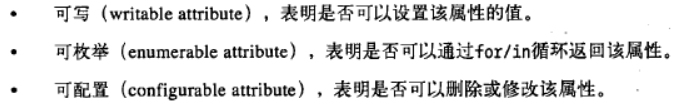 • 可写（writable attribute），表明是否可以设置该属性的值。
• 可枚举（enumerable attribute），表明是否可以通过for/in循环返回该属性。
• 可配置（configurable attribute），表明是否可以删除或修改该属性。